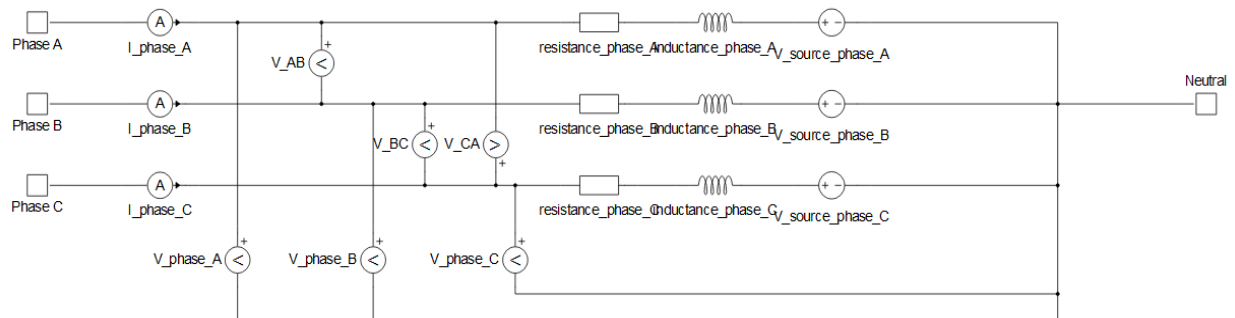 A
A
A
Phase A
I_phase_A
+
V_AB
<
+
resistance_phase_A
inductance_phase_A
+ -
V_source_phase_A
Neutral
Phase B
I_phase_B
V_BC
<
+
V_CA
>
+
resistance_phase_B
inductance_phase_B
+ -
V_source_phase_B
Phase C
I_phase_C
resistance_phase_C
inductance_phase_C
+ -
V_source_phase_C
V_phase_A
<
+
V_phase_B
<
+
V_phase_C
<